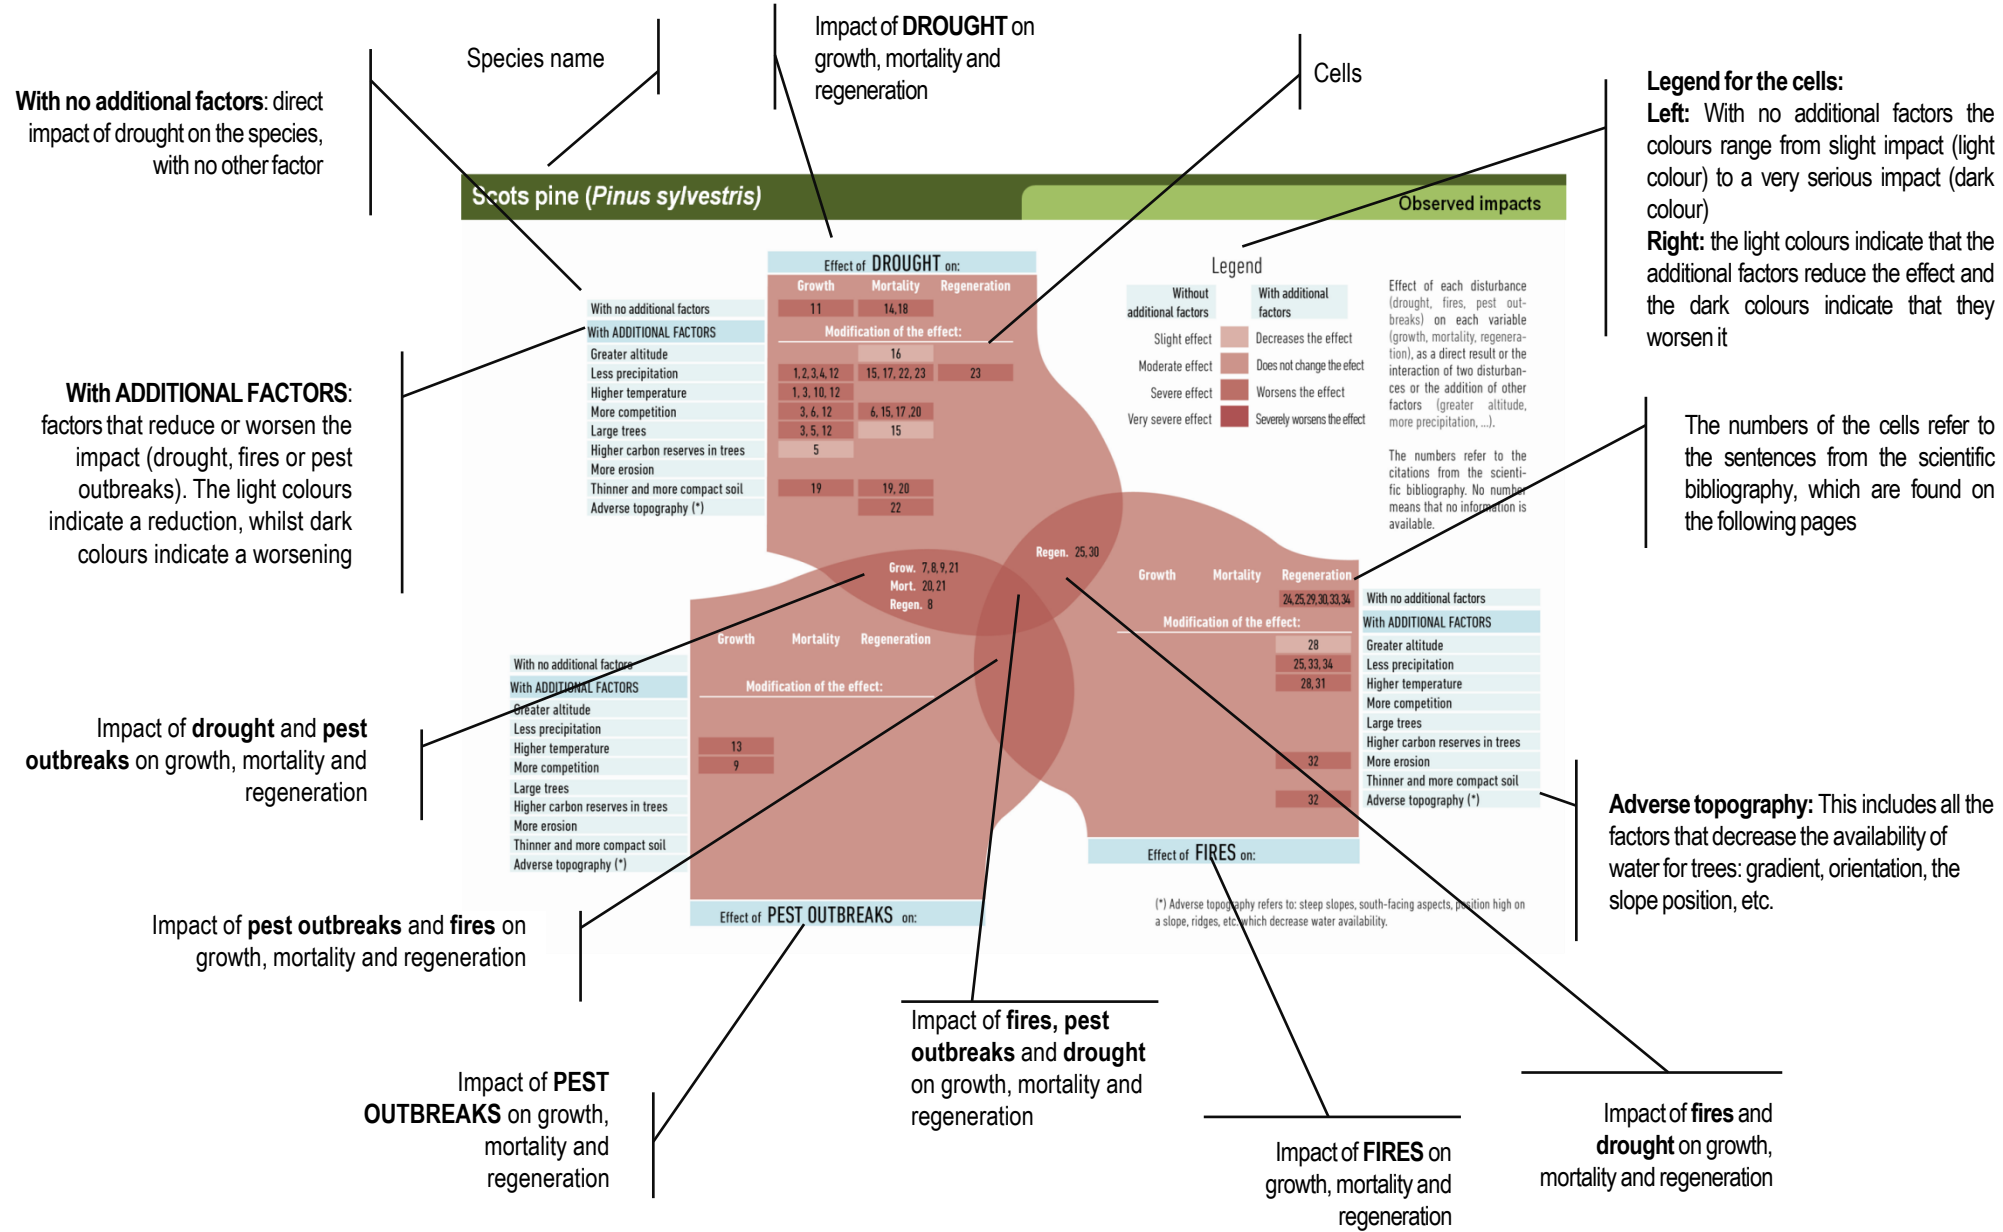 Species name
Impact of DROUGHT on
growth, mortality and
regeneration
Cells
With no additional factors: direct
impact of drought on the species,
with no other factor
Legend for the cells:
Left: With no additional factors the
colours range from slight impact (light
colour) to a very serious impact (dark
colour)
Right: the light colours indicate that the
additional factors reduce the effect and
the dark colours indicate that they
worsen it
Scots pine (Pinus sylvestris)
Observed impacts
Effect of DROUGHT on:
Growth Mortality Regeneration
With no additional factors 11 14,18
With ADDITIONAL FACTORS Modification of the effect:
Greater altitude 16
Less precipitation 1, 2, 3, 4, 12 15, 17, 22, 23 23
Higher temperature 1, 3, 10, 12
More competition 3, 6, 12 6, 15, 17 ,20
Large trees 3, 5, 12 15
Higher carbon reserves in trees 5
More erosion
Thinner and more compact soil 19 19, 20
Adverse topography (*) 22
Legend
Without
additional factors
With additional
factors
Slight effect Decreases the effect
Moderate effect Does not change the efect
Severe effect Worsens the effect
Very severe effect Severely worsens the effect
Effect of each disturbance
(drought, fires, pest out-
breaks) on each variable
(growth, mortality, regenera-
tion), as a direct result or the
interaction of two disturban-
ces or the addition of other
factors (greater altitude,
more precipitation, ...).
The numbers refer to the
citations from the scienti-
fic bibliography. No number
means that no information is
available.
With ADDITIONAL FACTORS:
factors that reduce or worsen the
impact (drought, fires or pest
outbreaks). The light colours
indicate a reduction, whilst dark
colours indicate a worsening
The numbers of the cells refer to
the sentences from the scientific
bibliography, which are found on
the following pages
Regen. 25, 30
Grow. 7, 8, 9, 21
Mort. 20, 21
Regen. 8
Growth Mortality Regeneration
24,25,29,30,33,34 With no additional factors
Modification of the effect: With ADDITIONAL FACTORS
28 Greater altitude
25, 33, 34 Less precipitation
28, 31 Higher temperature
More competition
Large trees
Higher carbon reserves in trees
32 More erosion
Thinner and more compact soil
32 Adverse topography (*)
Effect of FIRES on:
Growth Mortality Regeneration
With no additional factors
With ADDITIONAL FACTORS Modification of the effect:
Greater altitude
Less precipitation
Higher temperature 13
More competition 9
Large trees
Higher carbon reserves in trees
More erosion
Thinner and more compact soil
Adverse topography (*)
Effect of PEST OUTBREAKS on:
(*) Adverse topography refers to: steep slopes, south-facing aspects, position high on
a slope, ridges, etc. which decrease water availability.
Impact of drought and pest
outbreaks on growth, mortality and
regeneration
Adverse topography: This includes all the
factors that decrease the availability of
water for trees: gradient, orientation, the
slope position, etc.
Impact of pest outbreaks and fires on
growth, mortality and regeneration
Impact of PEST
OUTBREAKS on growth,
mortality and
regeneration
Impact of fires, pest
outbreaks and drought
on growth, mortality and
regeneration
Impact of FIRES on
growth, mortality and
regeneration
Impact of fires and
drought on growth,
mortality and regeneration